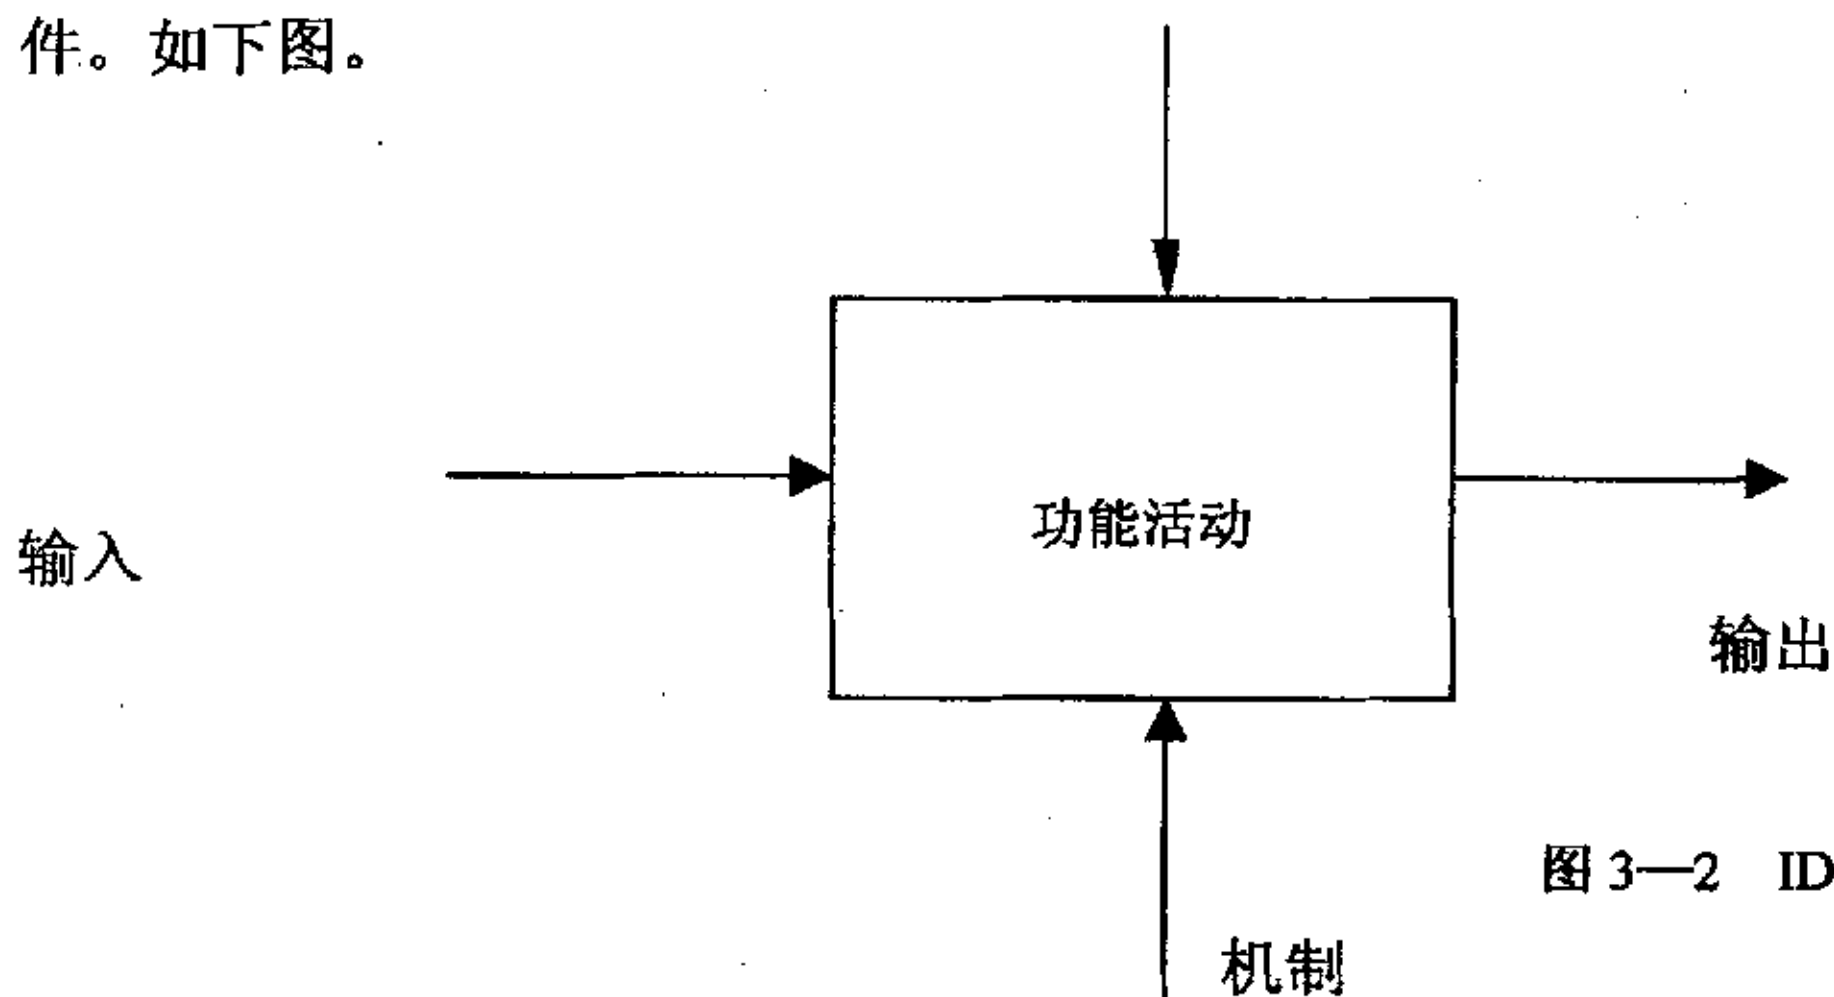 件。如下图。
功能活动
输入
输出
图 3—2 ID
机制